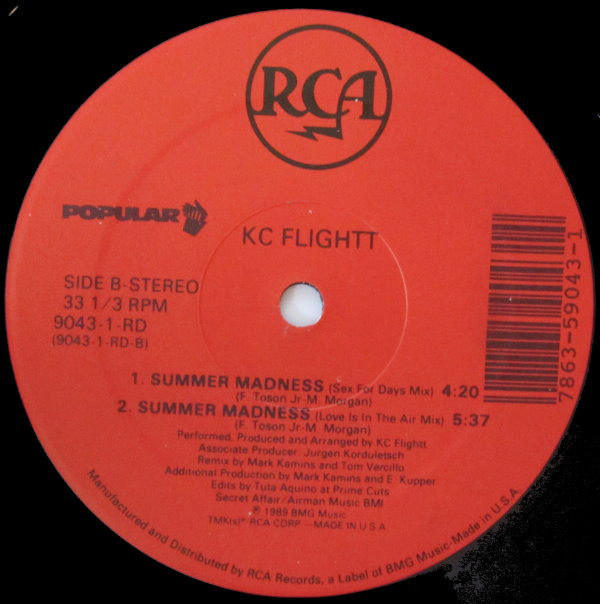 RCA
POPULAR
KC FLIGHTT
SIDE B-STEREO
33 1/3 RPM
9043-1-RD
(9043-1-RD-B)
7863-59043-1
1. SUMMER MADNESS (Sex For Days Mix) 4:20
(F. Toson Jr-M. Morgan)
2. SUMMER MADNESS (Love Is In The Air Mix) 5:37
(F. Toson Jr-M. Morgan)
Performed, Produced and Arranged by KC Flightt
Associate Producer: Jurgen Korduletsch
Remix by Mark Kamins and Tom Vercillo
Additional Production by Mark Kamins and E. Kupper
Edits by Tuta Aquino at Prime Cuts
Secret Affair/Airman Music BMI
℗ 1989 BMG Music
TMK(s)® RCA CORP —MADE IN U.S.A
Manufactured and Distributed by RCA Records, a Label of BMG Music-Made in U.S.A